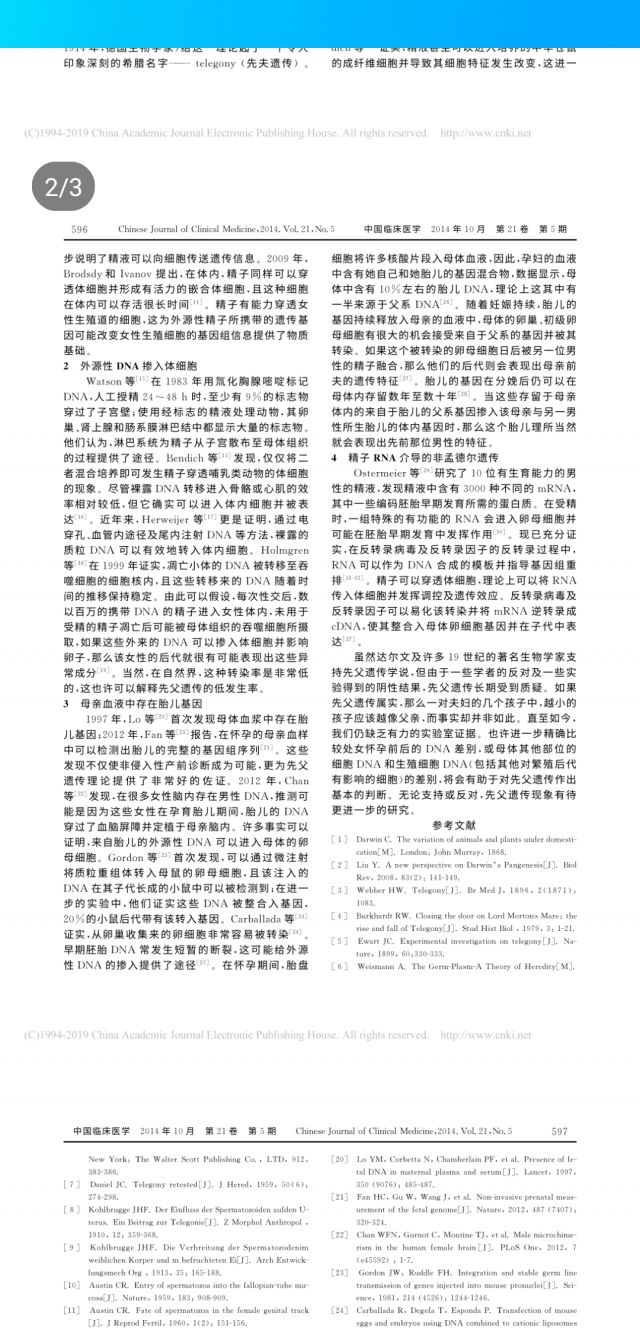 印象深刻的希腊名字—— telegony(先夫遗传)。
的成纤维细胞并导致其细胞特征发生改变,这进一
(C)1994-2019 China Academic Journal Electronic Publishing House. All rights reserved. http://www.cnki.net
2/3
596 Chinese Journal of Clinical Medicine,2014, Vol. 21, No. 5 中国临床医学 2014 年 10 月 第 21 卷 第 5 期
步说明了精液可以向细胞传送遗传信息。2009 年,
Brodsdy 和 Ivanov 提出,在体内,精子同样可以穿
透体细胞并形成有活力的嵌合体细胞,且这种细胞
在体内可以存活很长时间[14]。精子有能力穿透女
性生殖道的细胞,这为外源性精子所携带的遗传基
因可能改变女性生殖细胞的基因组信息提供了物质
基础。
2 外源性 DNA 掺入体细胞
Watson 等[15] 在 1983 年用氚化胸腺嘧啶标记
DNA,人工授精 24～48 h 时,至少有 9%的标志物
穿过了子宫壁;使用经标志的精液处理动物,其卵
巢、肾上腺和肠系膜淋巴结中都显示大量的标志物。
他们认为,淋巴系统为精子从子宫散布至母体组织
的过程提供了途径。Bendich 等[13] 发现,仅仅将二
者混合培养即可发生精子穿透哺乳类动物的体细胞
的现象。尽管裸露 DNA 转移进入骨骼或心肌的效
率相对较低,但它确实可以进入体内细胞并被表
达[16]。近年来,Herweijer 等[17] 更是证明,通过电
穿孔、血管内途径及尾内注射 DNA 等方法,裸露的
质粒 DNA 可以有效地转入体内细胞。Holmgren
等[18] 在 1999 年证实,凋亡小体的 DNA 被转移至吞
噬细胞的细胞核内,且这些转移来的 DNA 随着时
间的推移保持稳定。由此可以假设,每次性交后,数
以百万的携带 DNA 的精子进入女性体内,未用于
受精的精子凋亡后可能被母体组织的吞噬细胞所摄
取,如果这些外来的 DNA 可以掺入体细胞并影响
卵子,那么该女性的后代就很有可能表现出这些异
常成分[19]。当然,在自然界,这种转染率是非常低
的,这也许可以解释先父遗传的低发生率。
3 母亲血液中存在胎儿基因
1997 年,Lo 等[20] 首次发现母体血浆中存在胎
儿基因;2012 年,Fan 等[21] 报告,在怀孕的母亲血样
中可以检测出胎儿的完整的基因组序列[21]。这些
发现不仅使非侵入性产前诊断成为可能,更为先父
遗传理论提供了非常好的佐证。2012 年,Chan
等[22] 发现,在很多女性脑内存在男性 DNA,推测可
能是因为这些女性在孕育胎儿期间,胎儿的 DNA
穿过了血脑屏障并定植于母亲脑内。许多事实可以
证明,来自胎儿的外源性 DNA 可以进入母体的卵
母细胞。Gordon 等[23] 首次发现,可以通过微注射
将质粒重组体转入母鼠的卵母细胞,且该注入的
DNA 在其子代长成的小鼠中可以被检测到;在进一
步的实验中,他们证实这些 DNA 被整合入基因,
20%的小鼠后代带有该转入基因。Carballada 等[24]
证实,从卵巢收集来的卵细胞非常容易被转染[24]。
早期胚胎 DNA 常发生短暂的断裂,这可能给外源
性 DNA 的掺入提供了途径[25]。在怀孕期间,胎盘
细胞将许多核酸片段入母体血液,因此,孕妇的血液
中含有她自己和她胎儿的基因混合物,数据显示,母
体中含有 10%左右的胎儿 DNA,理论上这其中有
一半来源于父系 DNA[26]。随着妊娠持续,胎儿的
基因持续释放入母亲的血液中,母体的卵巢、初级卵
母细胞有很大的机会接受来自于父系的基因并被其
转染。如果这个被转染的卵母细胞日后被另一位男
性的精子融合,那么他们的后代则会表现出母亲前
夫的遗传特征[27]。胎儿的基因在分娩后仍可以在
母体内存留数年至数十年[28]。当这些存留于母亲
体内的来自于胎儿的父系基因掺入该母亲与另一男
性所生胎儿的体内基因时,那么这个胎儿理所当然
就会表现出先前那位男性的特征。
4 精子 RNA 介导的非孟德尔遗传
Ostermeier 等[29] 研究了 10 位有生育能力的男
性的精液,发现精液中含有 3000 种不同的 mRNA,
其中一些编码胚胎早期发育所需的蛋白质。在受精
时,一组特殊的有功能的 RNA 会进入卵母细胞并
可能在胚胎早期发育中发挥作用[30]。现已充分证
实,在反转录病毒及反转录因子的反转录过程中,
RNA 可以作为 DNA 合成的模板并指导基因组重
排[31-32]。精子可以穿透体细胞,理论上可以将 RNA
传入体细胞并发挥调控及遗传效应。反转录病毒及
反转录因子可以易化该转染并将 mRNA 逆转录成
cDNA,使其整合入母体卵细胞基因并在子代中表
达[27]。
虽然达尔文及许多 19 世纪的著名生物学家支
持先父遗传学说,但由于一些学者的反对及一些实
验得到的阴性结果,先父遗传长期受到质疑。如果
先父遗传属实,那么一对夫妇的几个孩子中,越小的
孩子应该越像父亲,而事实却并非如此。直至如今,
我们仍缺乏有力的实验室证据。也许进一步精确比
较处女怀孕前后的 DNA 差别,或母体其他部位的
细胞 DNA 和生殖细胞 DNA(包括其他对繁殖后代
有影响的细胞)的差别,将会有助于对先父遗传作出
基本的判断。无论支持或反对,先父遗传现象有待
更进一步的研究。
参考文献
[ 1 ] Darwin C. The variation of animals and plants under domesti-
cation[M]. London: John Murray, 1868.
[ 2 ] Liu Y. A new perspective on Darwin's Pangenesis[J]. Biol
Rev, 2008, 83(2): 141-149.
[ 3 ] Webber HW. Telegony[J]. Br Med J, 1896, 2(1871):
1083.
[ 4 ] Burkhardt RW. Closing the door on Lord Morton's Mare: the
rise and fall of Telegony[J]. Stud Hist Biol, 1979, 3: 1-21.
[ 5 ] Ewart JC. Experimental investigation on telegony[J]. Na-
ture, 1899, 60:330-333.
[ 6 ] Weismann A. The Germ-Plasm-A Theory of Heredity[M].
(C)1994-2019 China Academic Journal Electronic Publishing House. All rights reserved. http://www.cnki.net
中国临床医学 2014 年 10 月 第 21 卷 第 5 期 Chinese Journal of Clinical Medicine,2014, Vol. 21, No. 5 597
New York: The Walter Scott Publishing Co., LTD, 912,
383-386.
[ 7 ] Daniel JC. Telegony retested[J]. J Hered, 1959, 50(6):
274-298.
[ 8 ] Kohlbrugge JHF. Der Einfluss der Spermatozoiden aufden U-
terus. Ein Beitrag zur Telegonie[J]. Z Morphol Anthropol,
1910, 12: 359-368.
[ 9 ] Kohlbrugge JHF. Die Verbreitung der Spermatozodenim
weiblichen Korper und m befruchteten Ei[J]. Arch Entwick-
lungsmech Org, 1913, 35: 165-188.
[10] Austin CR. Entry of spermatozoa into the fallopian-tube mu-
cosa[J]. Nature, 1959, 183: 908-909.
[11] Austin CR. Fate of spermatozoa in the female genital track
[J]. J Reprod Fertil, 1960, 1(2): 151-156.
[20] Lo YM, Corbetta N, Chamberlain PF, et al. Presence of fe-
tal DNA in maternal plasma and serum[J]. Lancet, 1997,
350 (9076): 485-487.
[21] Fan HC, Gu W, Wang J, et al. Non-invasive prenatal meas-
urement of the fetal genome[J]. Nature, 2012, 487 (7407):
320-324.
[22] Chan WFN, Gurnot C, Montine TJ, et al. Male microchime-
rism in the human female brain[J]. PLoS One, 2012, 7
(e45592): 1-7.
[23] Gordon JW, Ruddle FH. Integration and stable germ line
transmission of genes injected into mouse pronuclei[J]. Sci-
ence, 1981, 214 (4526): 1244-1246.
[24] Carballada R, Degefa T, Esponda P. Transfection of mouse
eggs and embryos using DNA combined to cationic liposomes